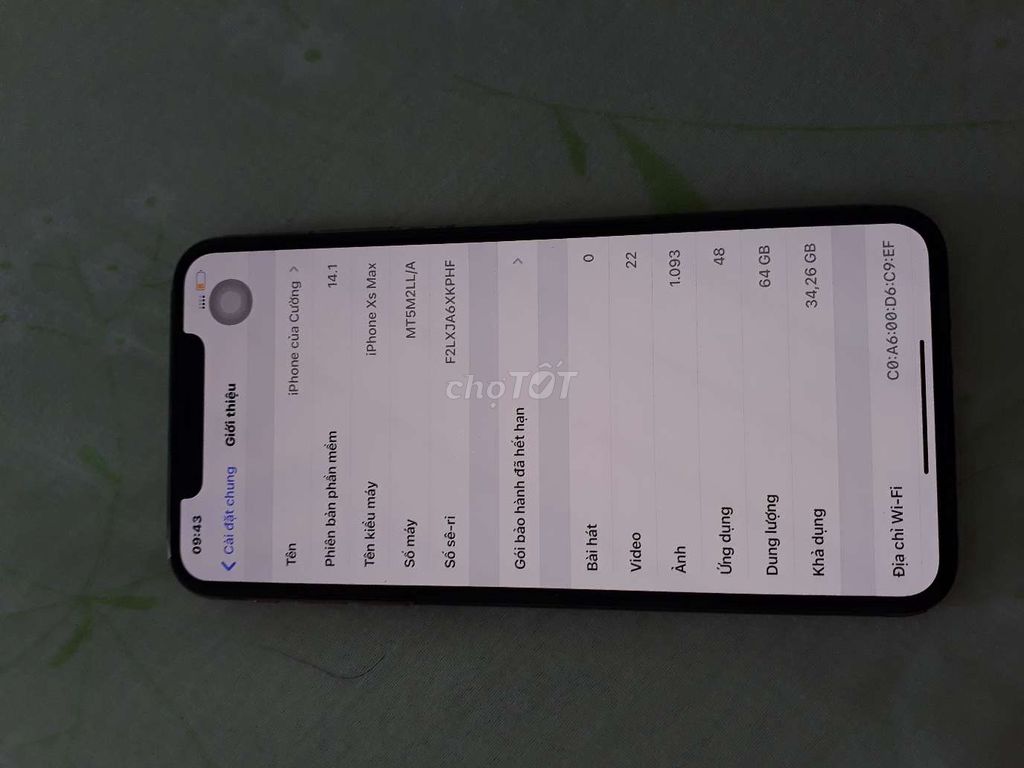 09:43
Cài đặt chung Giới thiệu
Tên iPhone của Cường
Phiên bản phần mềm 14.1
Tên kiểu máy iPhone Xs Max
Số máy MT5M2LL/A
Số sê-ri F2LXJA6XKPHF
Gói bảo hành đã hết hạn
Bài hát 0
Video 22
Ảnh 1.093
Ứng dụng 48
Dung lượng 64 GB
Khả dụng 34,26 GB
Địa chỉ Wi-Fi C0:A6:00:D6:C9:EF
chợTỐT